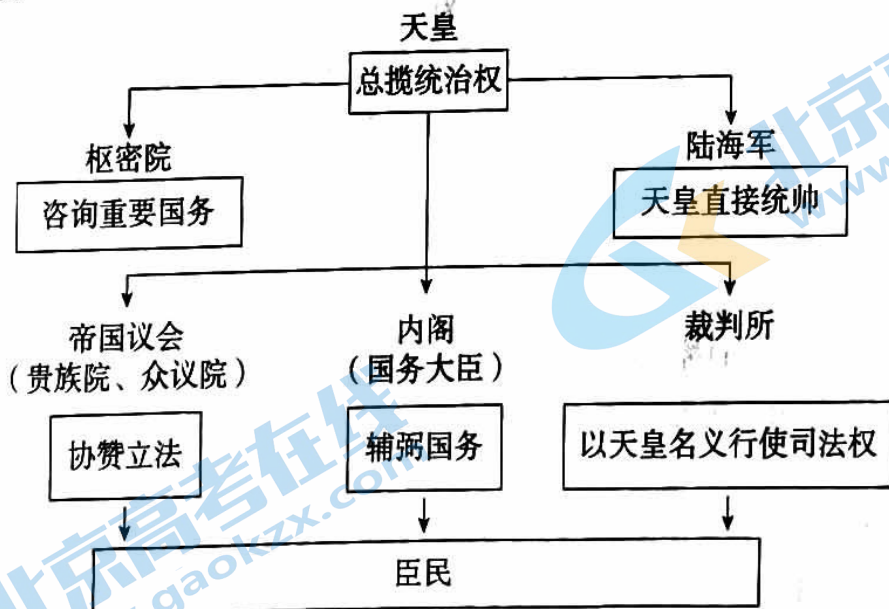 天皇
总揽统治权
枢密院
咨询重要国务
陆海军
天皇直接统帅
帝国议会
（贵族院、众议院）
内阁
（国务大臣）
裁判所
协赞立法
辅弼国务
以天皇名义行使司法权
臣民
北京高考在线
www.gaokzx.com
北京
www.